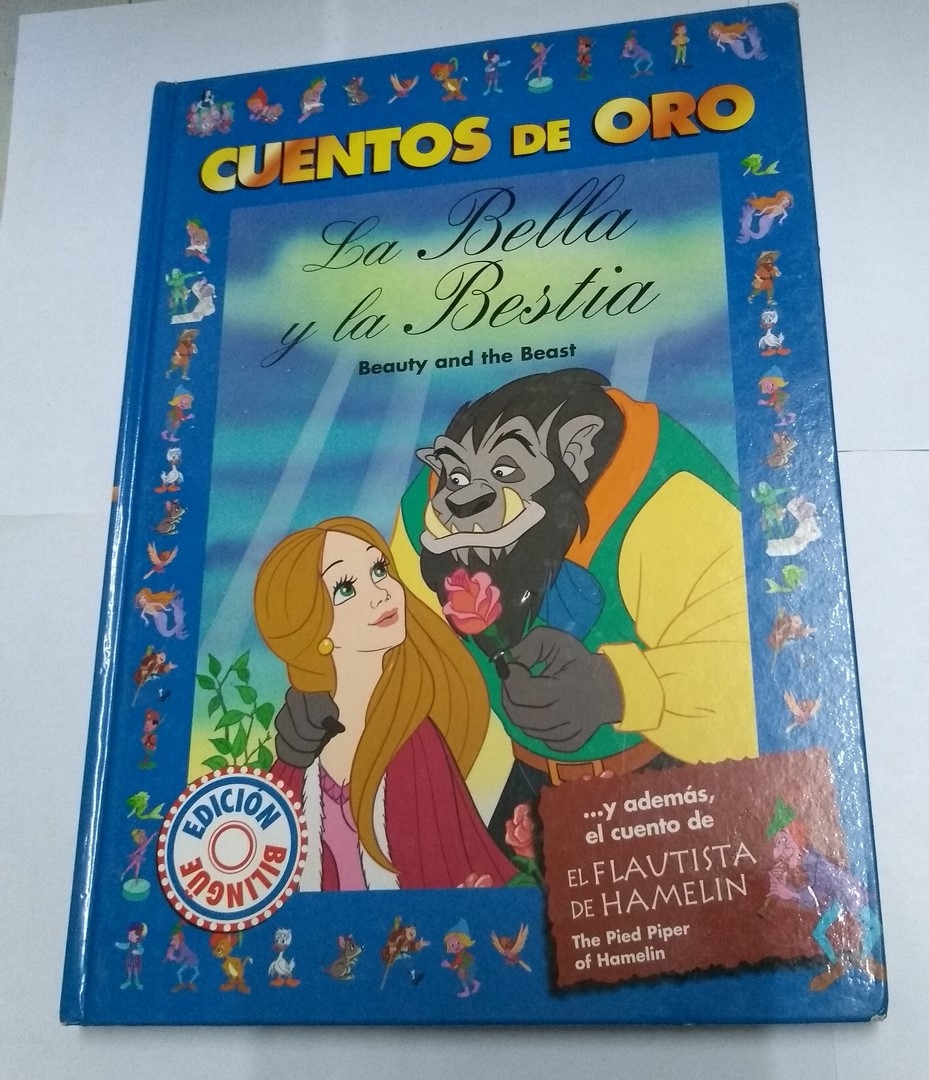 CUENTOS DE ORO
La Bella
y la Bestia
Beauty and the Beast
EDICIÓN
BILINGÜE
...y además,
el cuento de
EL FLAUTISTA
DE HAMELIN
The Pied Piper
of Hamelin